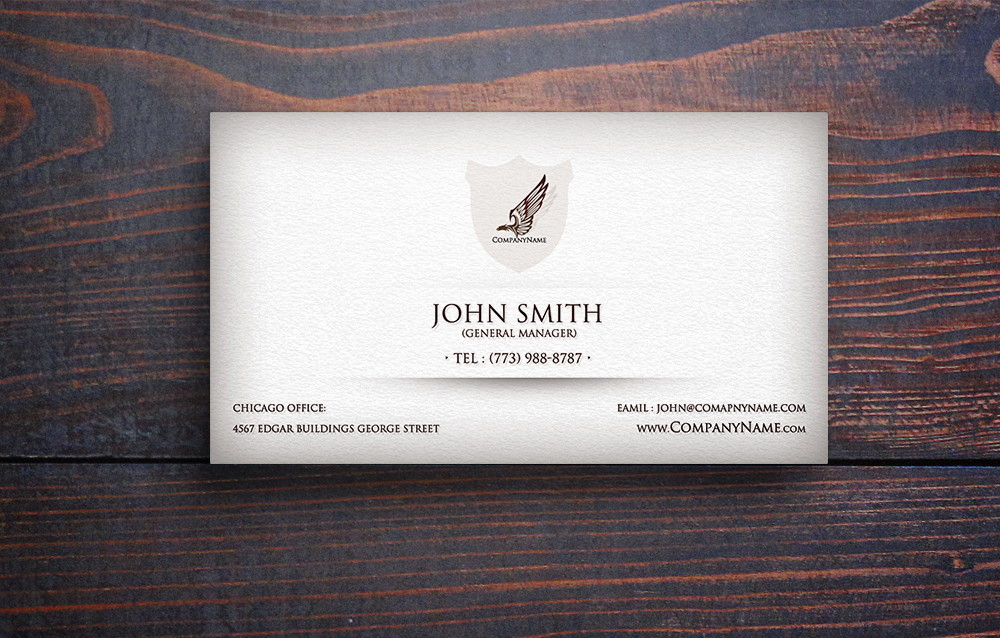 CompanyName
JOHN SMITH
(GENERAL MANAGER)
· TEL : (773) 988-8787 ·
CHICAGO OFFICE:
4567 EDGAR BUILDINGS GEORGE STREET
EAMIL : JOHN@COMAPNYNAME.COM
www.CompanyName.com